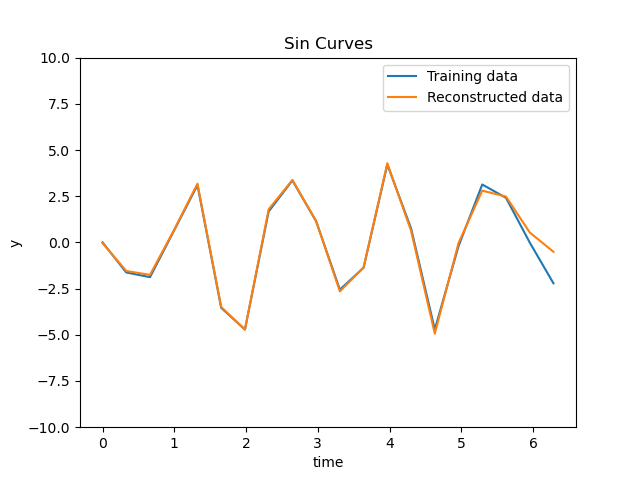 Sin Curves
Training data
Reconstructed data
10.0
7.5
5.0
2.5
0.0
−2.5
−5.0
−7.5
−10.0
y
0 1 2 3 4 5 6
time